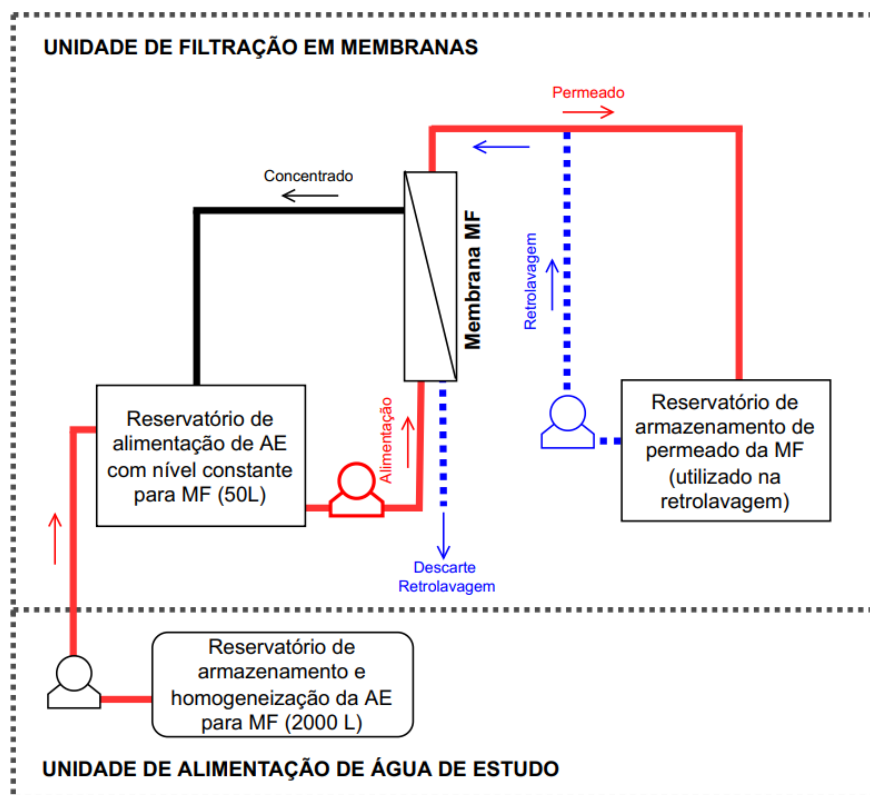 UNIDADE DE FILTRAÇÃO EM MEMBRANAS
Permeado
Concentrado
Membrana MF
Retrolavagem
Alimentação
Reservatório de
alimentação de AE
com nível constante
para MF (50L)
Reservatório de
armazenamento de
permeado da MF
(utilizado na
retrolavagem)
Descarte
Retrolavagem
Reservatório de
armazenamento e
homogeneização da AE
para MF (2000 L)
UNIDADE DE ALIMENTAÇÃO DE ÁGUA DE ESTUDO